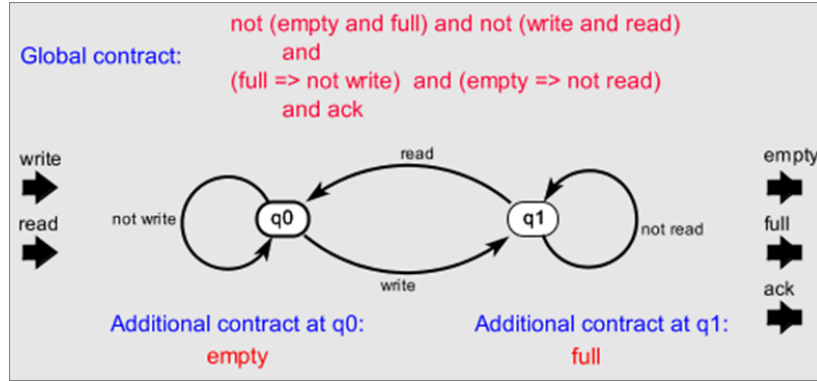 not (empty and full) and not (write and read)
Global contract:
and
(full => not write) and (empty => not read)
and ack
write
read
empty
read
not write
q0
q1
not read
full
write
ack
Additional contract at q0:
Additional contract at q1:
empty
full